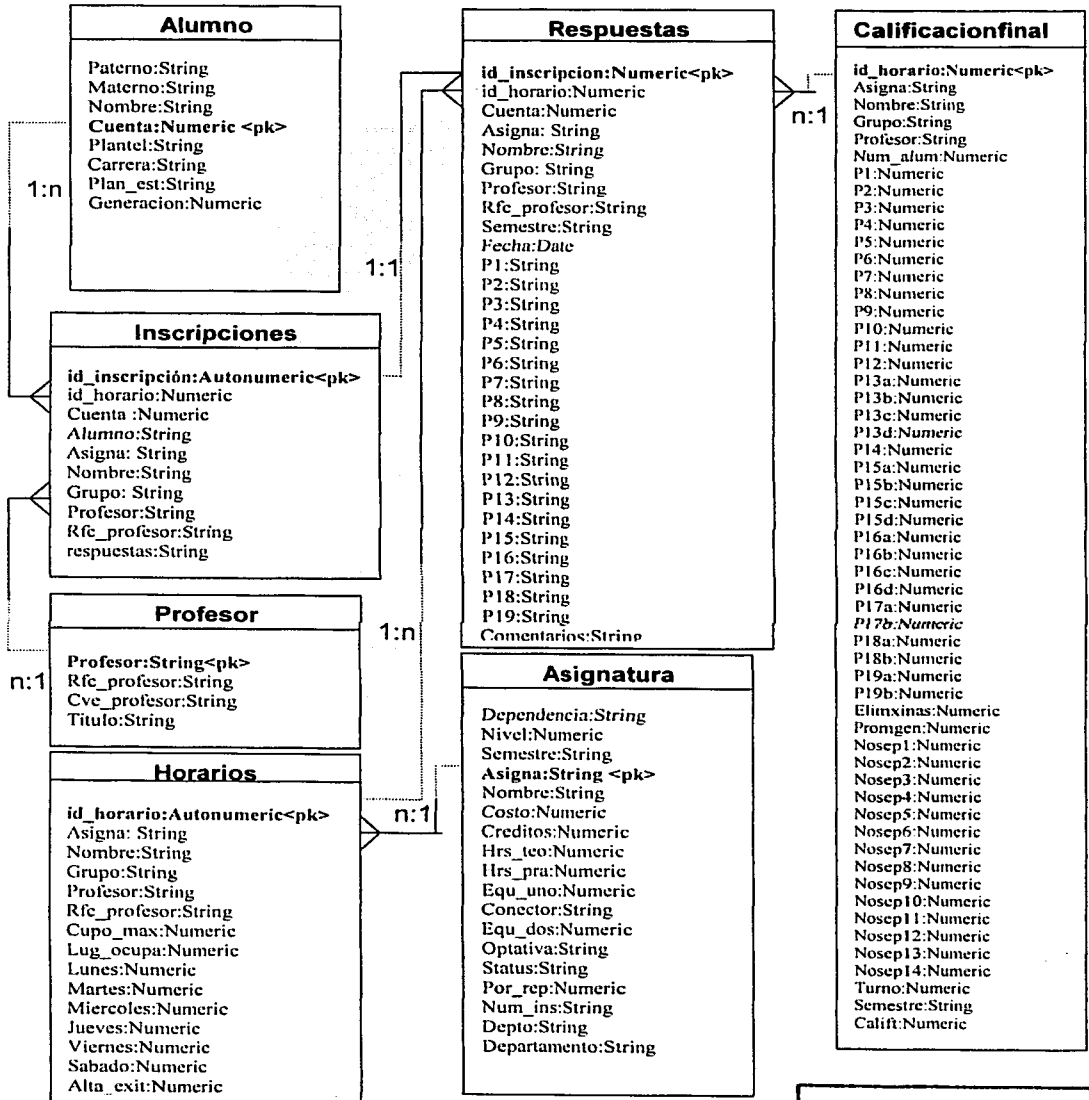 Alumno
Paterno:String
Materno:String
Nombre:String
Cuenta:Numeric <pk>
Plantel:String
Carrera:String
Plan_est:String
Generacion:Numeric
1:n
Inscripciones
id_inscripción:Autonumeric<pk>
id_horario:Numeric
Cuenta :Numeric
Alumno:String
Asigna: String
Nombre:String
Grupo: String
Profesor:String
Rfc_profesor:String
respuestas:String
1:1
Profesor
Profesor:String<pk>
Rfc_profesor:String
Cve_profesor:String
Titulo:String
n:1
1:n
Horarios
id_horario:Autonumeric<pk>
Asigna: String
Nombre:String
Grupo:String
Profesor:String
Rfc_profesor:String
Cupo_max:Numeric
Lug_ocupa:Numeric
Lunes:Numeric
Martes:Numeric
Miercoles:Numeric
Jueves:Numeric
Viernes:Numeric
Sabado:Numeric
Alta_exit:Numeric
n:1
Respuestas
id_inscripcion:Numeric<pk>
id_horario:Numeric
Cuenta:Numeric
Asigna: String
Nombre:String
Grupo: String
Profesor:String
Rfc_profesor:String
Semestre:String
Fecha:Date
P1:String
P2:String
P3:String
P4:String
P5:String
P6:String
P7:String
P8:String
P9:String
P10:String
P11:String
P12:String
P13:String
P14:String
P15:String
P16:String
P17:String
P18:String
P19:String
Comentarios:String
n:1
Asignatura
Dependencia:String
Nivel:Numeric
Semestre:String
Asigna:String <pk>
Nombre:String
Costo:Numeric
Creditos:Numeric
Hrs_teo:Numeric
Hrs_pra:Numeric
Equ_uno:Numeric
Conector:String
Equ_dos:Numeric
Optativa:String
Status:String
Por_rep:Numeric
Num_ins:String
Depto:String
Departamento:String
Calificacionfinal
id_horario:Numeric<pk>
Asigna:String
Nombre:String
Grupo:String
Profesor:String
Num_alum:Numeric
P1:Numeric
P2:Numeric
P3:Numeric
P4:Numeric
P5:Numeric
P6:Numeric
P7:Numeric
P8:Numeric
P9:Numeric
P10:Numeric
P11:Numeric
P12:Numeric
P13a:Numeric
P13b:Numeric
P13c:Numeric
P13d:Numeric
P14:Numeric
P15a:Numeric
P15b:Numeric
P15c:Numeric
P15d:Numeric
P16a:Numeric
P16b:Numeric
P16c:Numeric
P16d:Numeric
P17a:Numeric
P17b:Numeric
P18a:Numeric
P18b:Numeric
P19a:Numeric
P19b:Numeric
Elimxinas:Numeric
Promgen:Numeric
Nosep1:Numeric
Nosep2:Numeric
Nosep3:Numeric
Nosep4:Numeric
Nosep5:Numeric
Nosep6:Numeric
Nosep7:Numeric
Nosep8:Numeric
Nosep9:Numeric
Nosep10:Numeric
Nosep11:Numeric
Nosep12:Numeric
Nosep13:Numeric
Nosep14:Numeric
Turno:Numeric
Semestre:String
Calift:Numeric